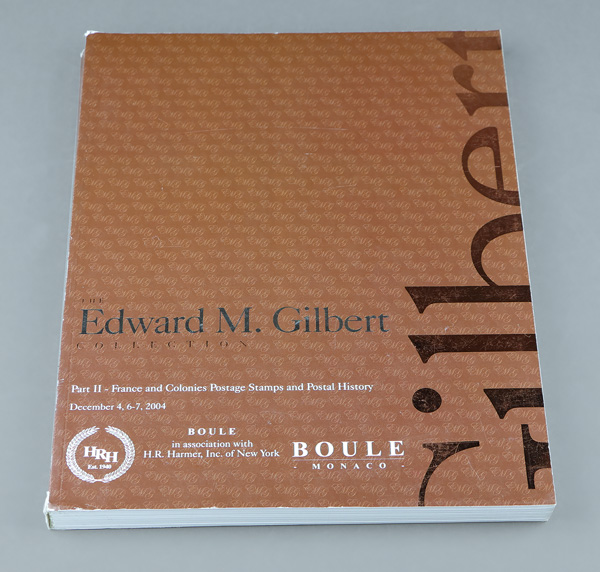 THE
Edward M. Gilbert
COLLECTION
Part II - France and Colonies Postage Stamps and Postal History
December 4, 6-7, 2004
HRH
Est. 1940
BOULE
in association with
H.R. Harmer, Inc. of New York
BOULE
- MONACO -
Gilbert